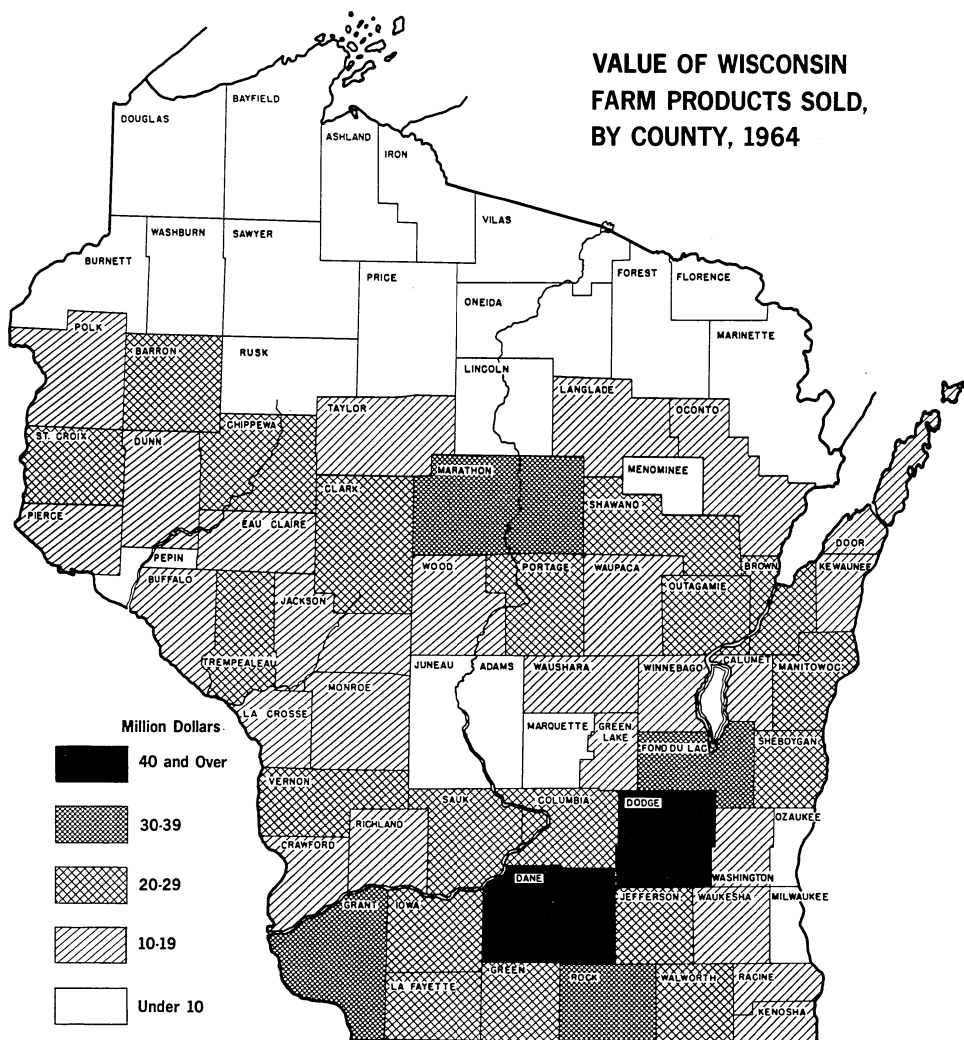 VALUE OF WISCONSIN
FARM PRODUCTS SOLD,
BY COUNTY, 1964
DOUGLAS
BAYFIELD
ASHLAND
IRON
VILAS
WASHBURN
SAWYER
BURNETT
PRICE
FOREST
FLORENCE
ONEIDA
MARINETTE
POLK
BARRON
RUSK
LINCOLN
LANGLADE
TAYLOR
OCONTO
CHIPPEWA
ST. CROIX
DUNN
MARATHON
MENOMINEE
CLARK
SHAWANO
PIERCE
EAU CLAIRE
DOOR
PEPIN
WOOD
PORTAGE
WAUPACA
BROWN
KEWAUNEE
BUFFALO
OUTAGAMIE
JACKSON
TREMPEALEAU
JUNEAU
ADAMS
WAUSHARA
WINNEBAGO
CALUMET
MANITOWOC
MONROE
LA CROSSE
MARQUETTE
GREEN
LAKE
FOND DU LAC
SHEBOYGAN
VERNON
SAUK
COLUMBIA
DODGE
OZAUKEE
RICHLAND
CRAWFORD
DANE
WASHINGTON
GRANT
IOWA
JEFFERSON
WAUKESHA
MILWAUKEE
GREEN
ROCK
WALWORTH
RACINE
LA FAYETTE
KENOSHA
Million Dollars
40 and Over
30-39
20-29
10-19
Under 10